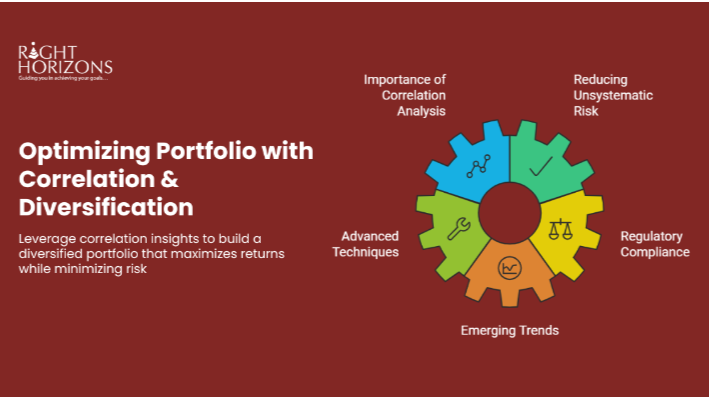 RIGHT
HORIZONS
Guiding you in achieving your goals...
Optimizing Portfolio with
Correlation &
Diversification
Leverage correlation insights to build a
diversified portfolio that maximizes returns
while minimizing risk
Importance of
Correlation
Analysis
Reducing
Unsystematic
Risk
Advanced
Techniques
Regulatory
Compliance
Emerging Trends